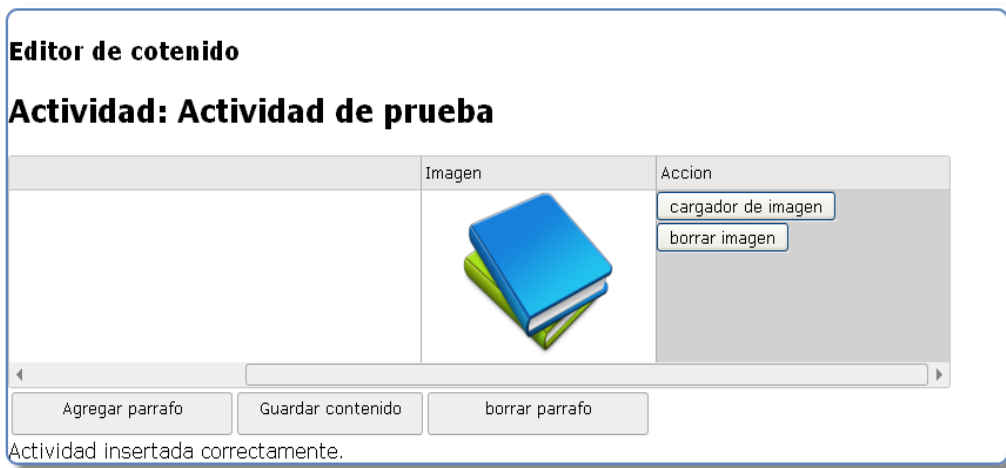 Editor de cotenido
Actividad: Actividad de prueba
Imagen Accion
cargador de imagen
borrar imagen
Agregar parrafo Guardar contenido borrar parrafo
Actividad insertada correctamente.